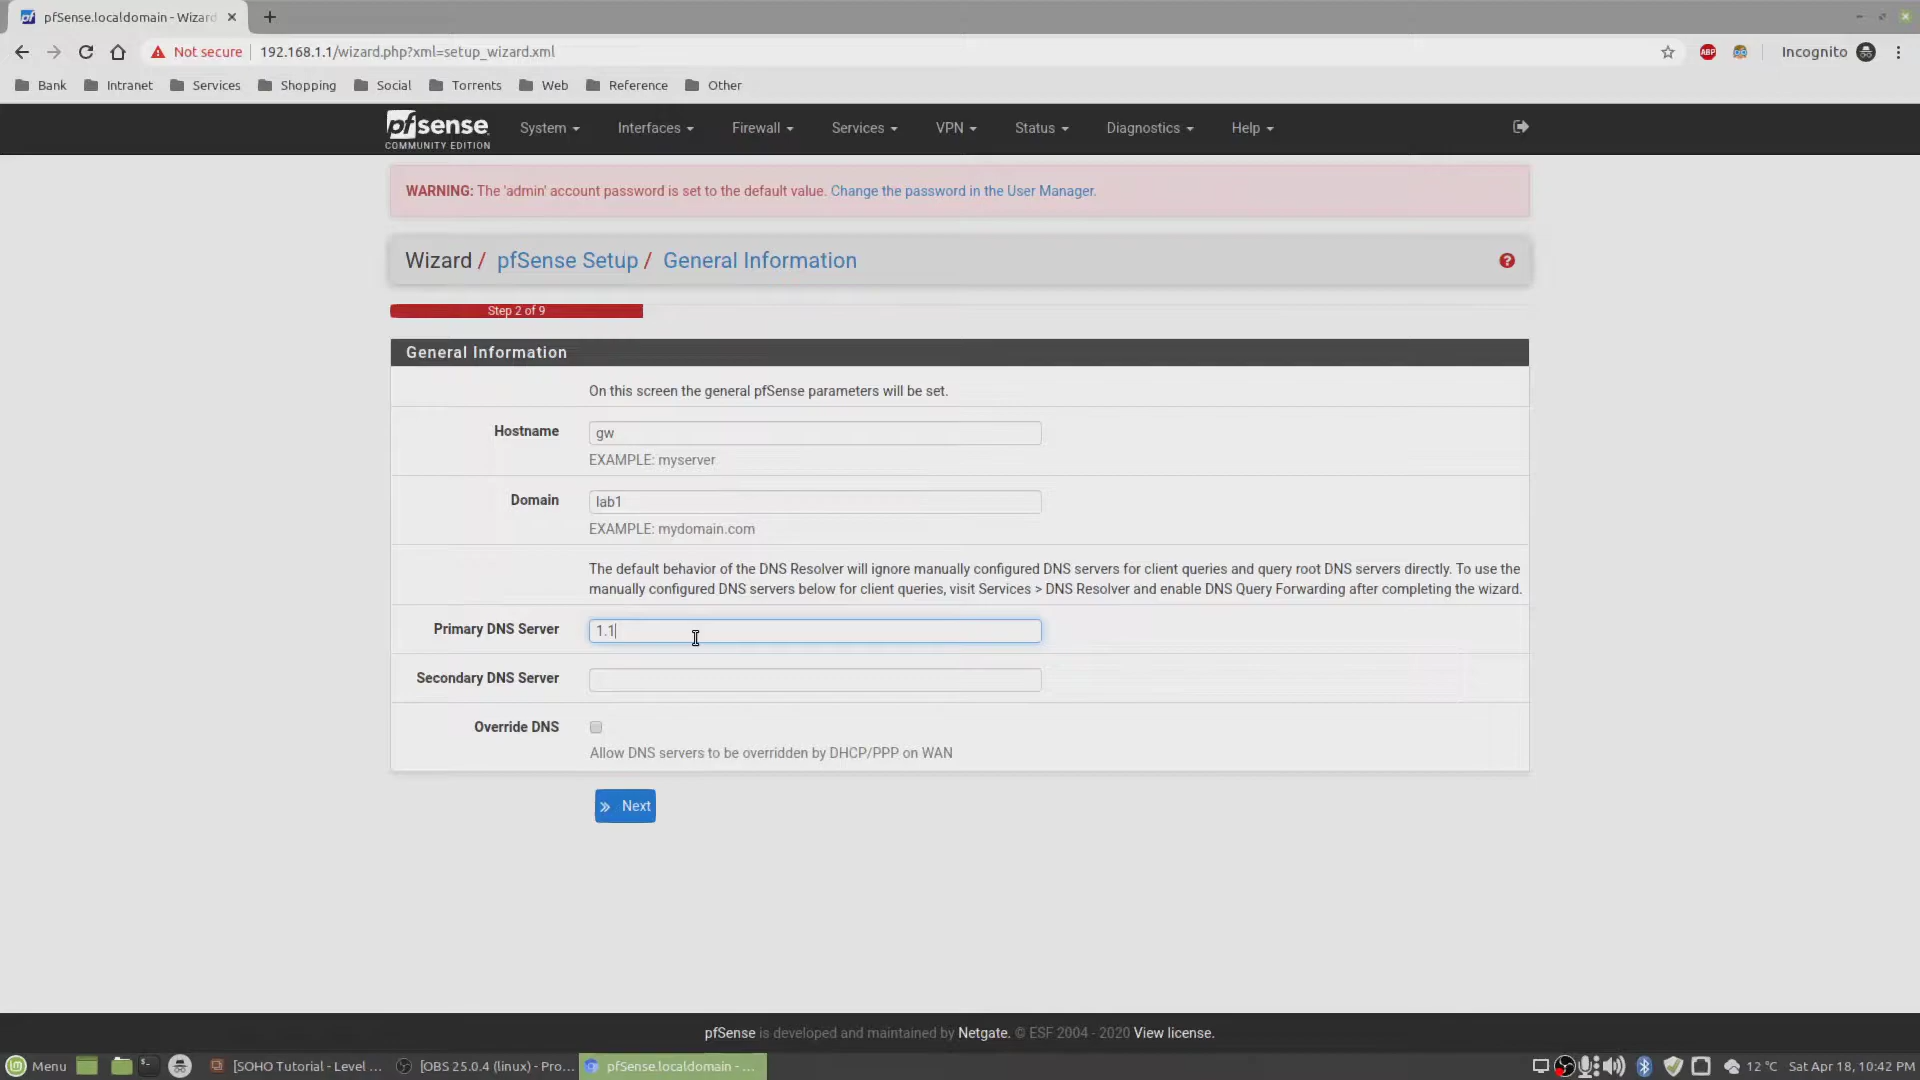 pfSense.localdomain - Wizard
Not secure
192.168.1.1/wizard.php?xml=setup_wizard.xml
ABP
Incognito
Bank
Intranet
Services
Shopping
Social
Torrents
Web
Reference
Other
pfsense
COMMUNITY EDITION
System
Interfaces
Firewall
Services
VPN
Status
Diagnostics
Help
WARNING: The 'admin' account password is set to the default value. Change the password in the User Manager.
Wizard / pfSense Setup / General Information
Step 2 of 9
General Information
On this screen the general pfSense parameters will be set.
Hostname
gw
EXAMPLE: myserver
Domain
lab1
EXAMPLE: mydomain.com
The default behavior of the DNS Resolver will ignore manually configured DNS servers for client queries and query root DNS servers directly. To use the
manually configured DNS servers below for client queries, visit Services > DNS Resolver and enable DNS Query Forwarding after completing the wizard.
Primary DNS Server
1.1
Secondary DNS Server
Override DNS
Allow DNS servers to be overridden by DHCP/PPP on WAN
Next
pfSense is developed and maintained by Netgate. © ESF 2004 - 2020 View license.
Menu
[SOHO Tutorial - Level ...
[OBS 25.0.4 (linux) - Pro...
pfSense.localdomain - ...
12 °C
Sat Apr 18, 10:42 PM